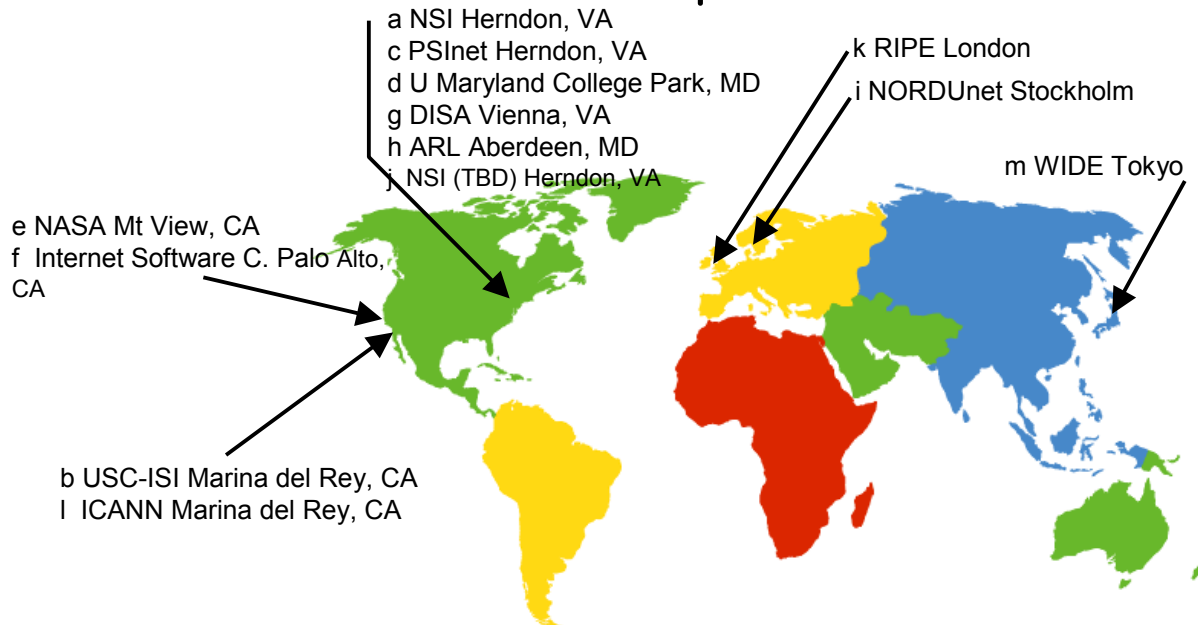 a NSI Herndon, VA
c PSInet Herndon, VA
d U Maryland College Park, MD
g DISA Vienna, VA
h ARL Aberdeen, MD
j NSI (TBD) Herndon, VA
k RIPE London
i NORDUnet Stockholm
m WIDE Tokyo
e NASA Mt View, CA
f Internet Software C. Palo Alto,
CA
b USC-ISI Marina del Rey, CA
l ICANN Marina del Rey, CA